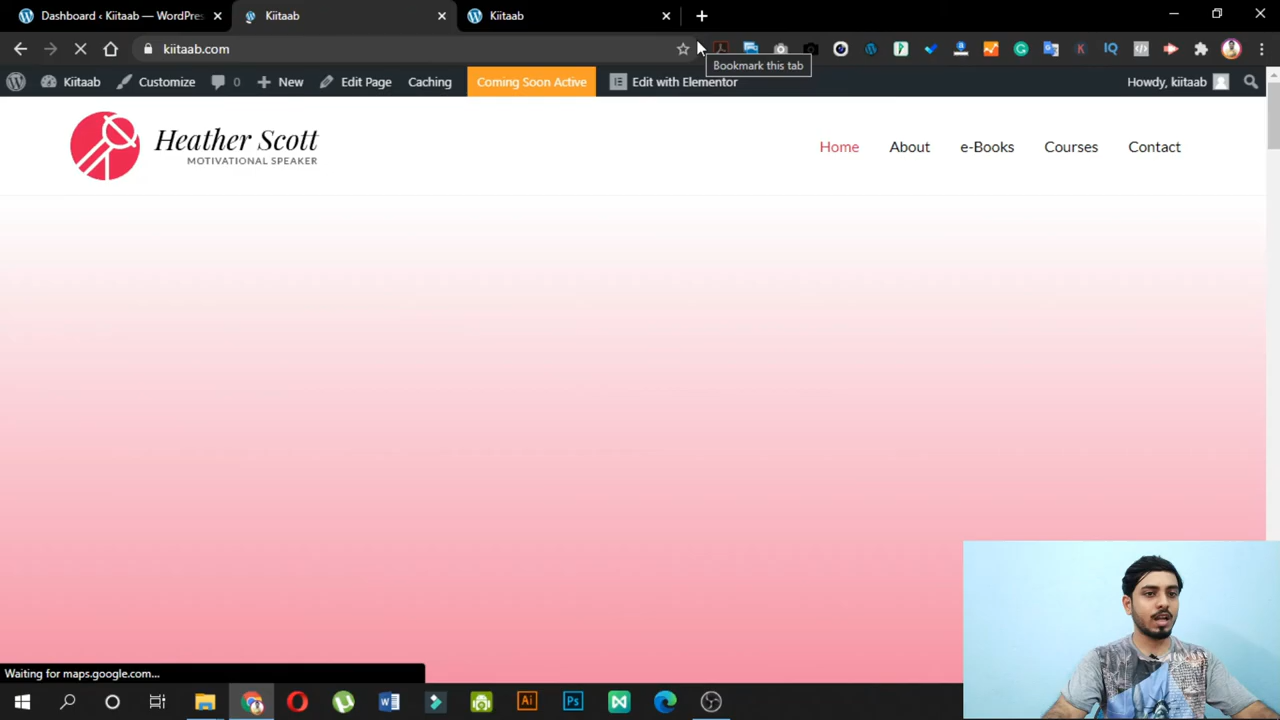 Dashboard ‹ Kiitaab — WordPres
Kiitaab
Kiitaab
kiitaab.com
Bookmark this tab
Kiitaab
Customize
0
New
Edit Page
Caching
Coming Soon Active
Edit with Elementor
Howdy, kiitaab
Heather Scott
MOTIVATIONAL SPEAKER
Home
About
e-Books
Courses
Contact
Waiting for maps.google.com...